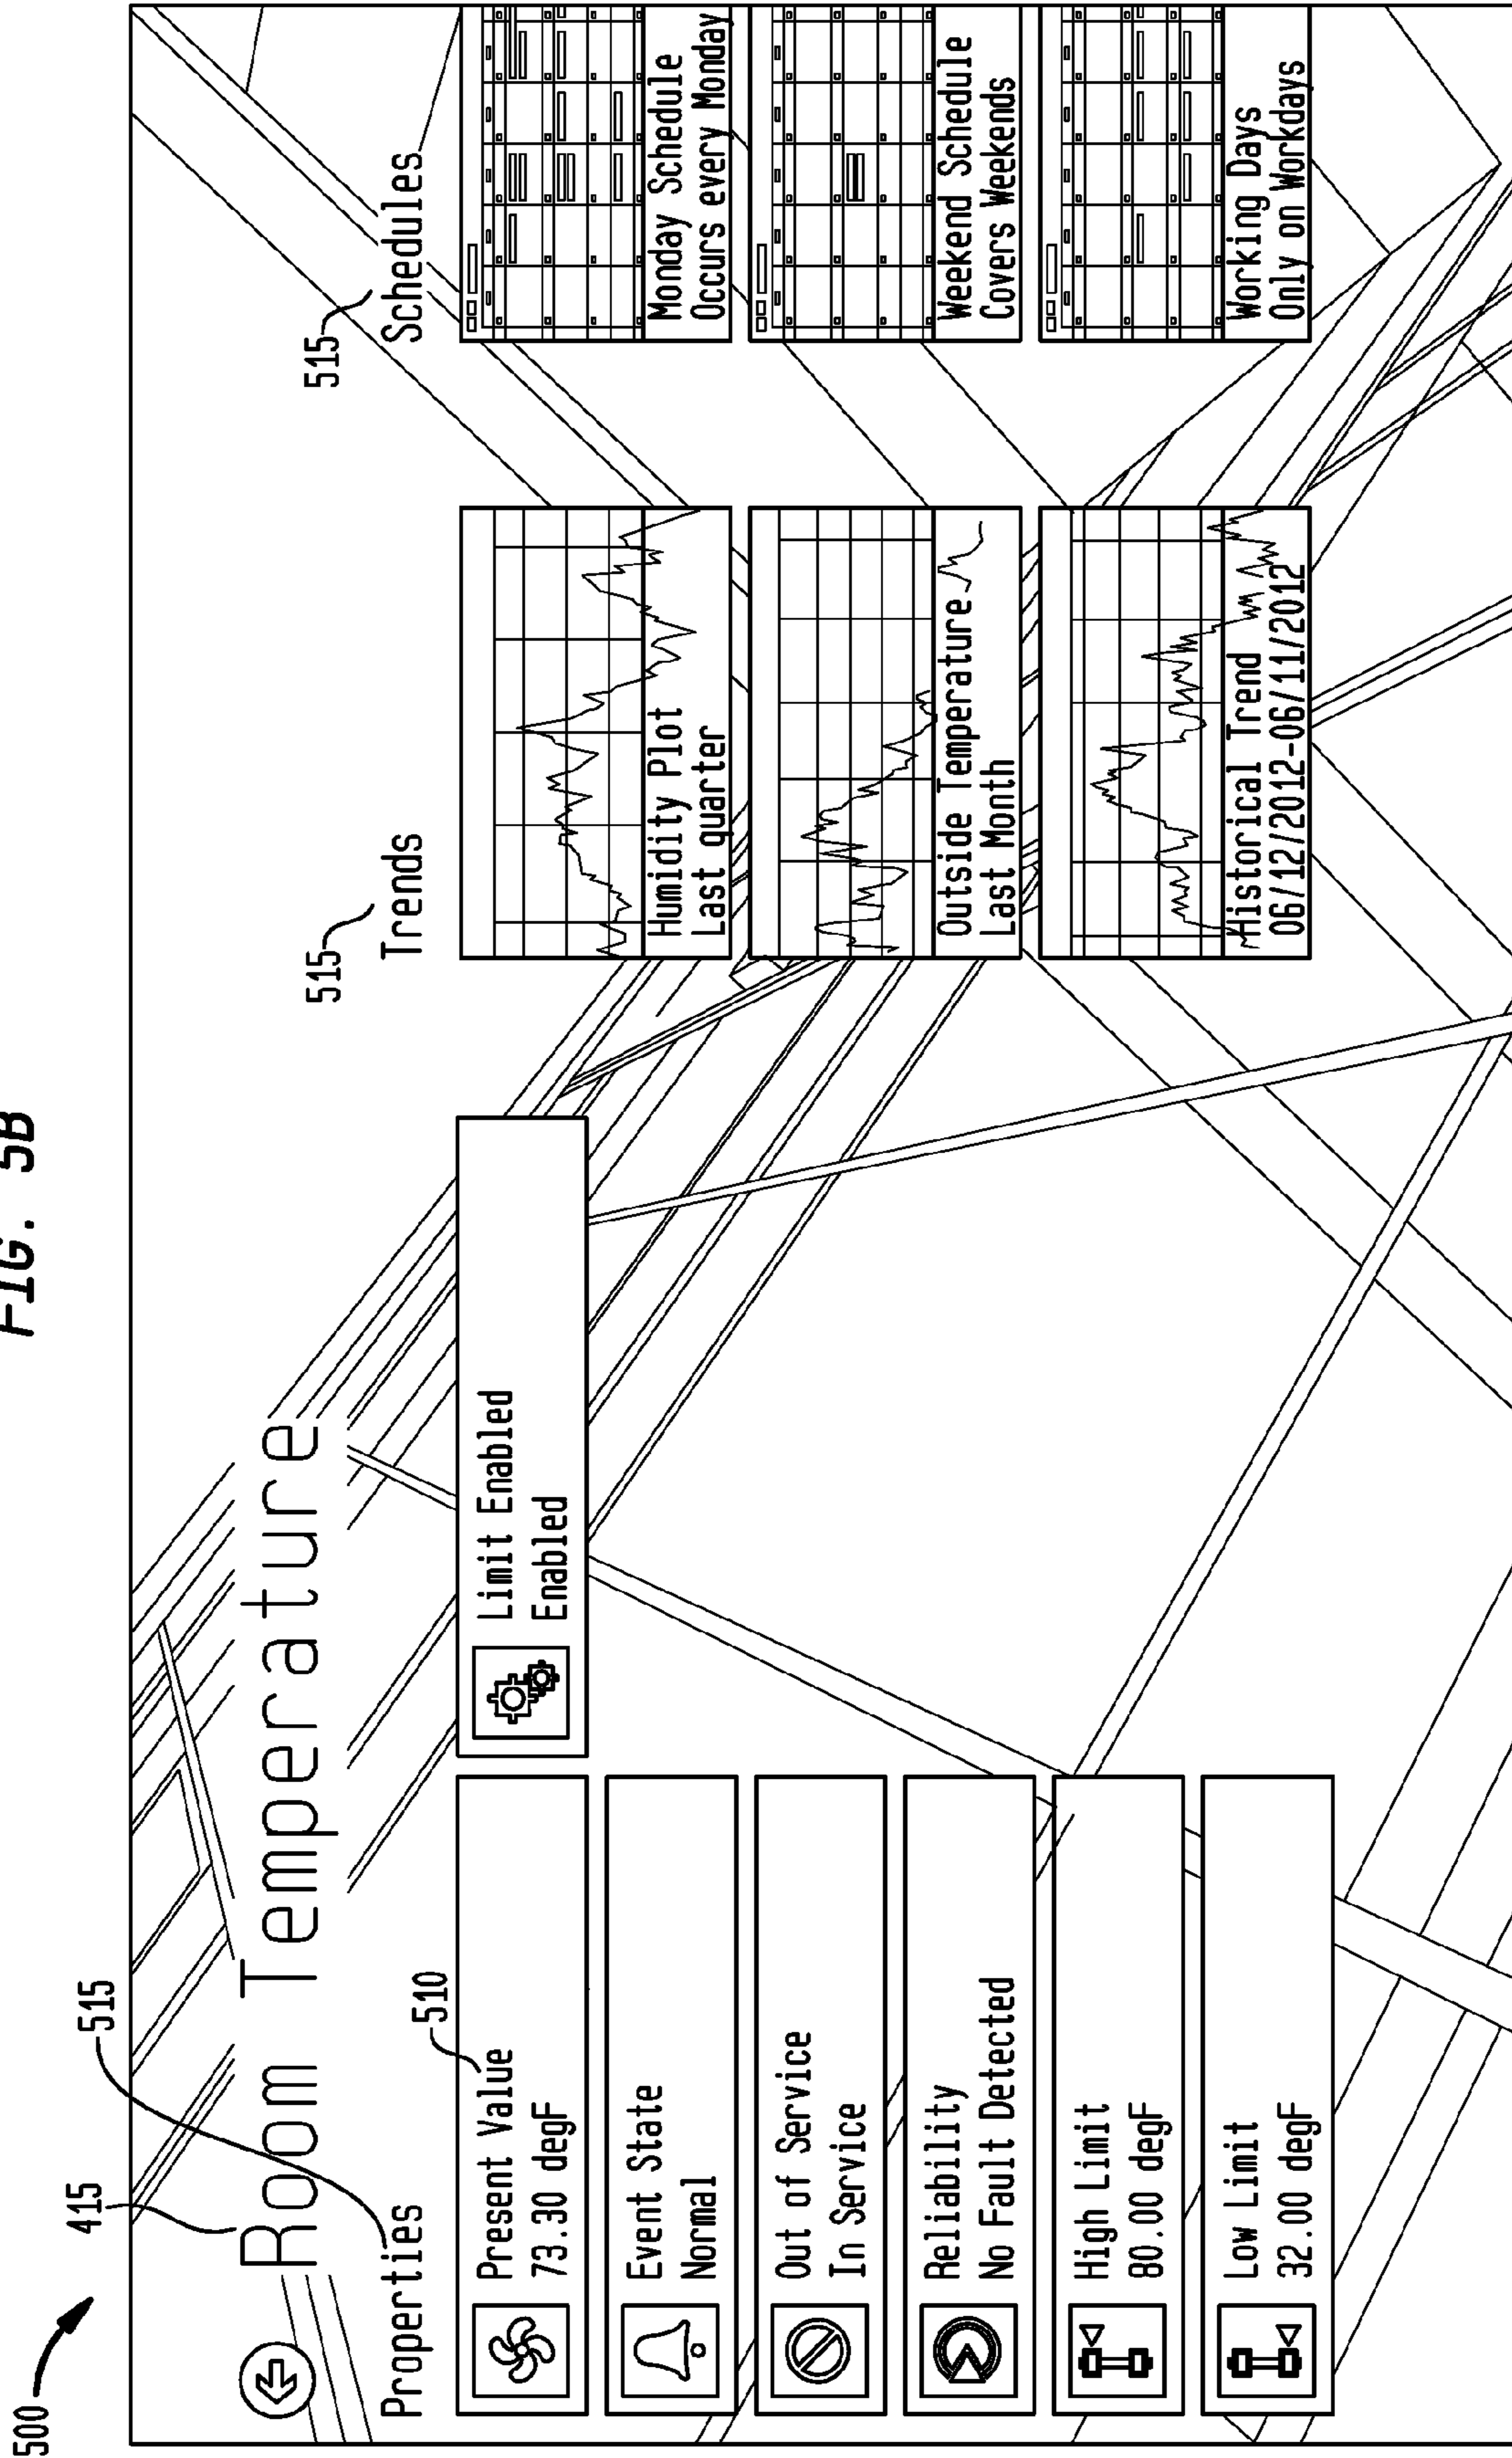 FIG. 5B
500
415
515
Room Temperature
Properties
510
Present Value
73.30 degF
Event State
Normal
Out of Service
In Service
Reliability
No Fault Detected
High Limit
80.00 degF
Low Limit
32.00 degF
Limit Enabled
Enabled
515
Trends
Humidity Plot
Last quarter
Outside Temperature
Last Month
Historical Trend
06/12/2012-06/11/2012
515
Schedules
Monday Schedule
Occurs every Monday
Weekend Schedule
Covers Weekends
Working Days
Only on Workdays